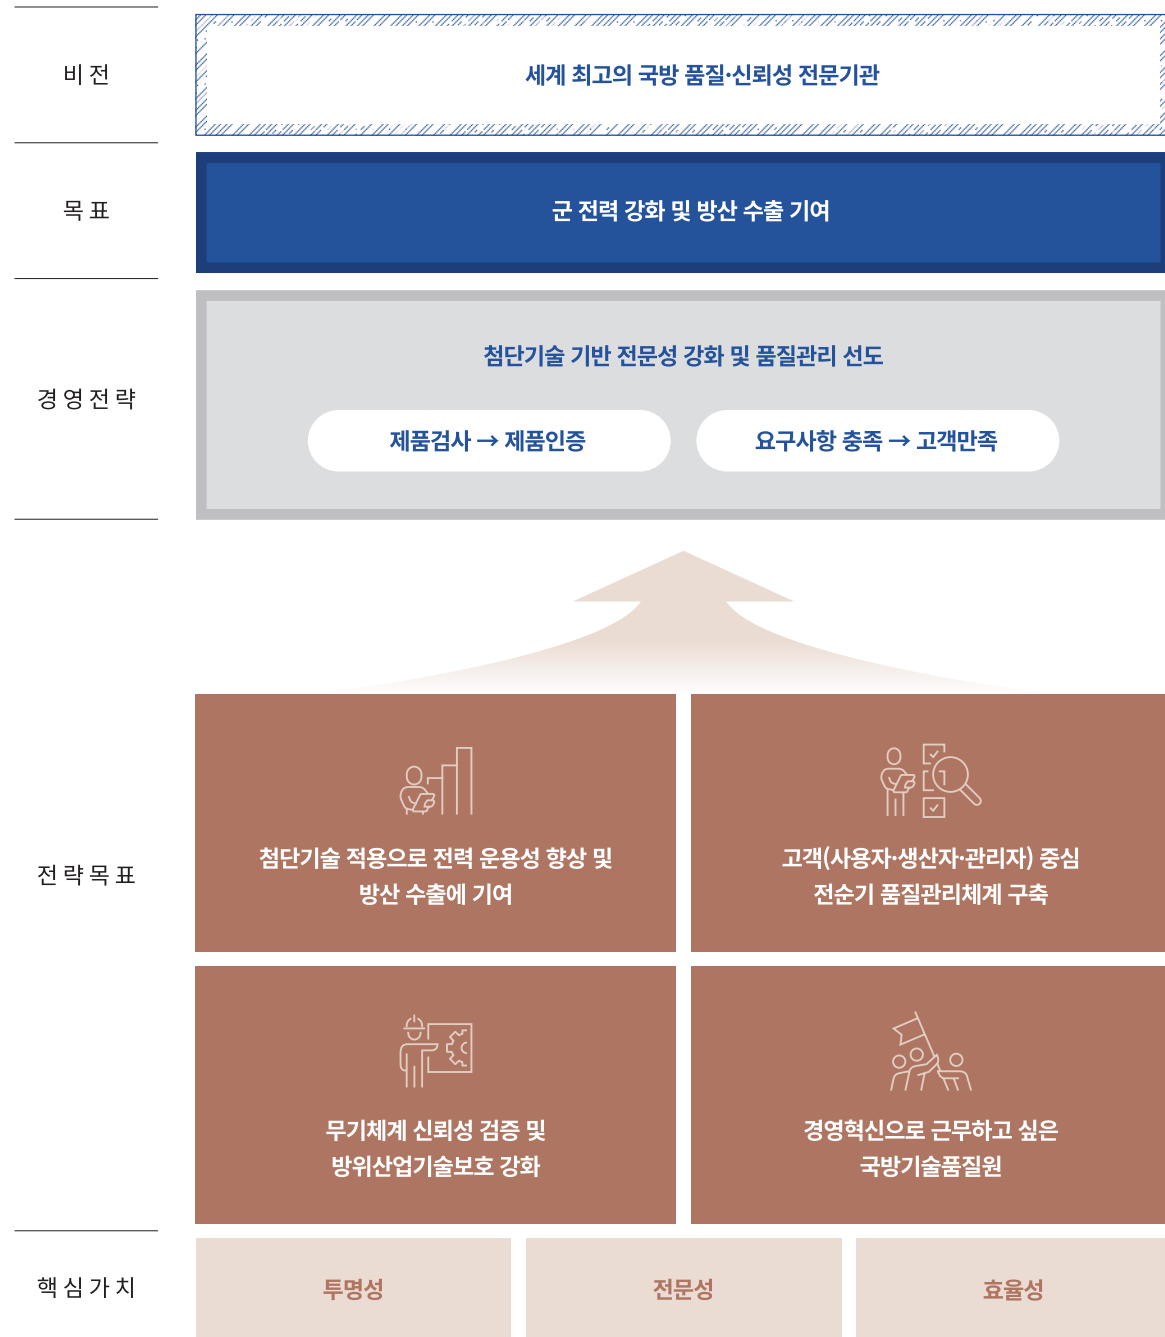 비전
세계 최고의 국방 품질·신뢰성 전문기관
목표
군 전력 강화 및 방산 수출 기여
경영전략
첨단기술 기반 전문성 강화 및 품질관리 선도
제품검사 → 제품인증
요구사항 충족 → 고객만족
전략목표
첨단기술 적용으로 전력 운용성 향상 및
방산 수출에 기여
고객(사용자·생산자·관리자) 중심
전순기 품질관리체계 구축
무기체계 신뢰성 검증 및
방위산업기술보호 강화
경영혁신으로 근무하고 싶은
국방기술품질원
핵심가치
투명성
전문성
효율성